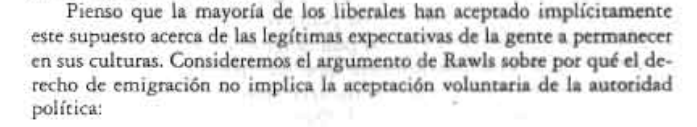 Pienso que la mayoría de los liberales han aceptado implícitamente
este supuesto acerca de las legítimas expectativas de la gente a permanecer
en sus culturas. Consideremos el argumento de Rawls sobre por qué el de-
recho de emigración no implica la aceptación voluntaria de la autoridad
política: